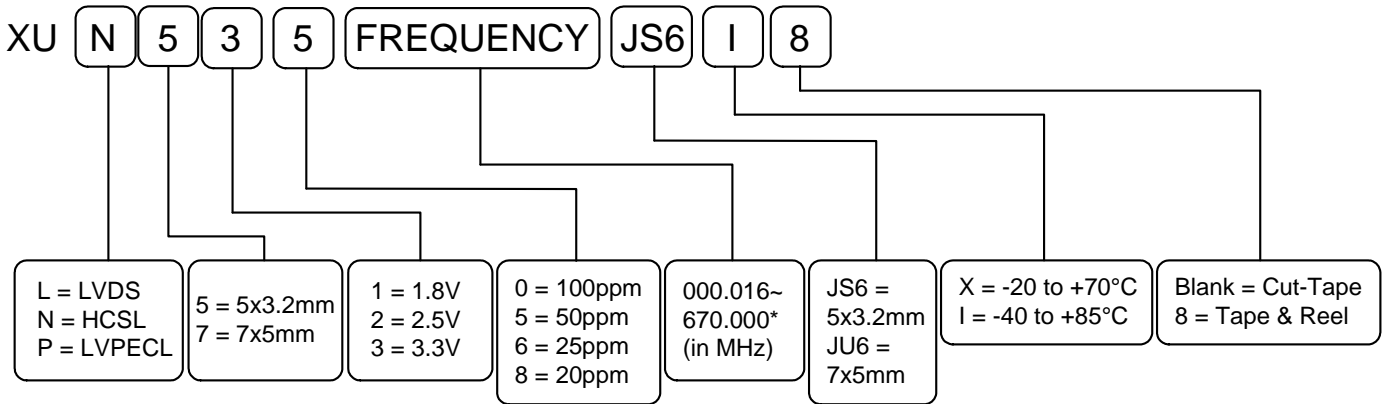 XU N 5 3 5 FREQUENCY JS6 I 8
L = LVDS
N = HCSL
P = LVPECL
5 = 5x3.2mm
7 = 7x5mm
1 = 1.8V
2 = 2.5V
3 = 3.3V
0 = 100ppm
5 = 50ppm
6 = 25ppm
8 = 20ppm
000.016~
670.000*
(in MHz)
JS6 =
5x3.2mm
JU6 =
7x5mm
X = -20 to +70°C
I = -40 to +85°C
Blank = Cut-Tape
8 = Tape & Reel